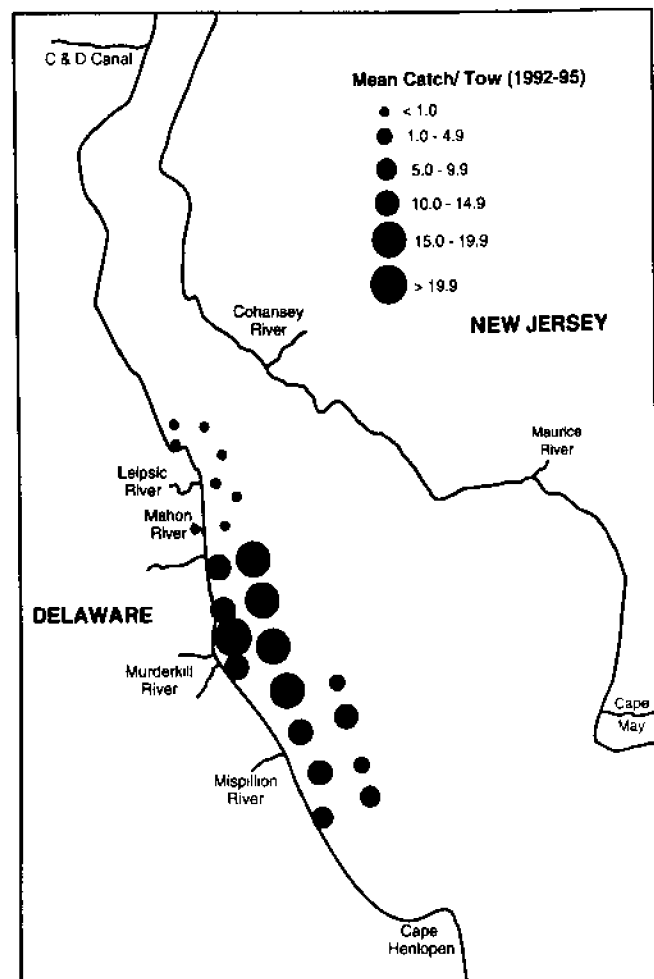 C & D Canal
Mean Catch/ Tow (1992-95)
< 1.0
1.0 - 4.9
5.0 - 9.9
10.0 - 14.9
15.0 - 19.9
> 19.9
Cohansey
River
NEW JERSEY
Maurice
River
Leipsic
River
Mahon
River
DELAWARE
Murderkill
River
Cape
May
Mispillion
River
Cape
Henlopen